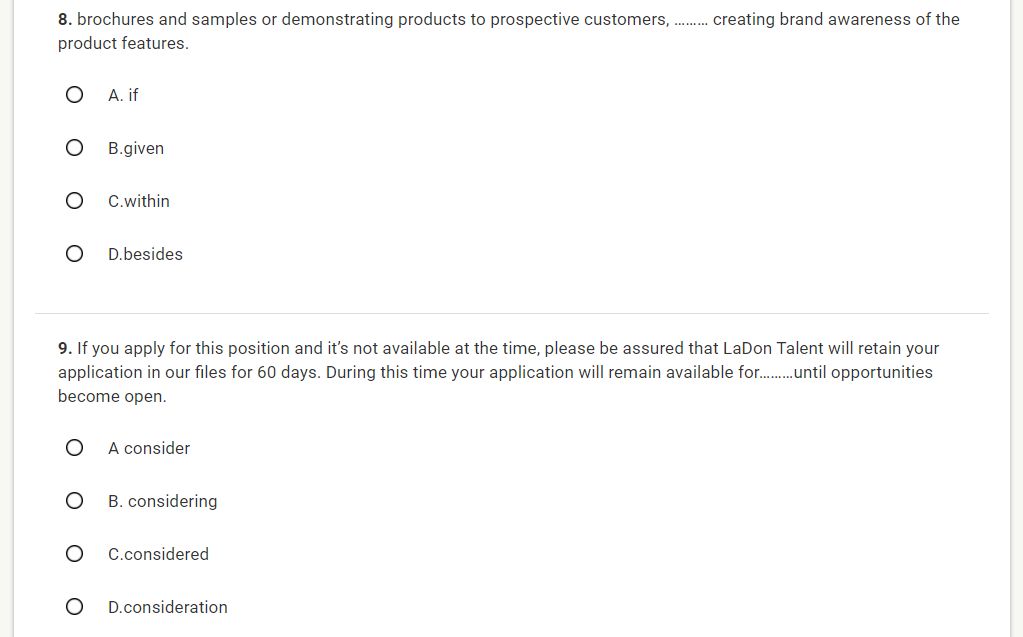 8. brochures and samples or demonstrating products to prospective customers, ......... creating brand awareness of the
product features.
A. if
B.given
C.within
D.besides
9. If you apply for this position and it’s not available at the time, please be assured that LaDon Talent will retain your
application in our files for 60 days. During this time your application will remain available for.........until opportunities
become open.
A consider
B. considering
C.considered
D.consideration